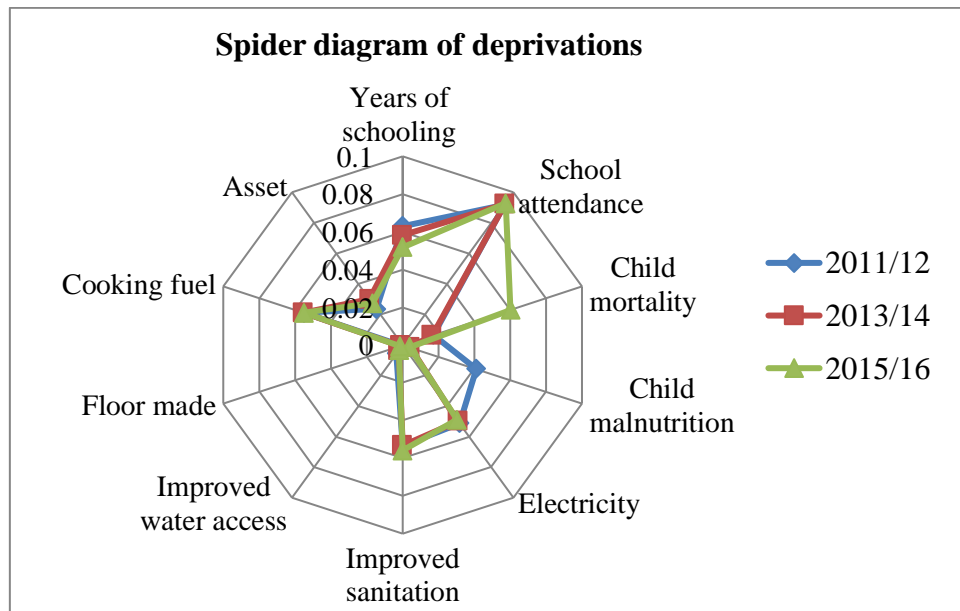 Spider diagram of deprivations
Years of
schooling
0.1
0.08
0.06
0.04
0.02
0
School
attendance
Child
mortality
Child
malnutrition
Electricity
Improved
sanitation
Improved
water access
Floor made
Cooking fuel
Asset
2011/12
2013/14
2015/16